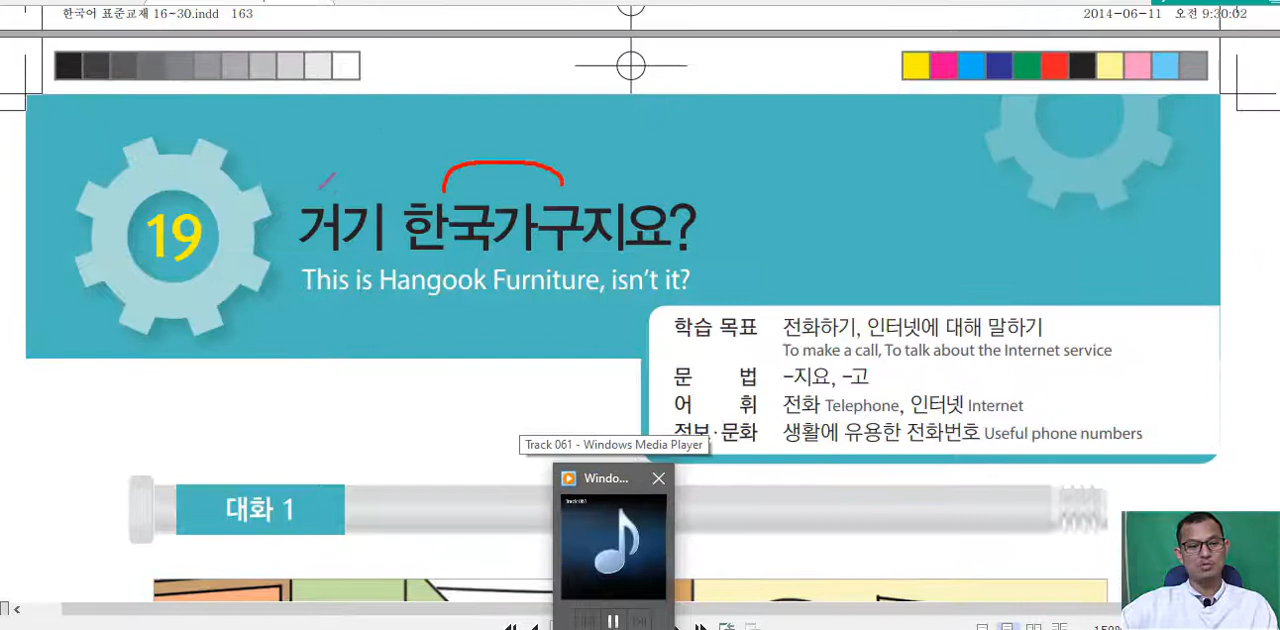 한국어 표준교재 16-30.indd 163
2014-06-11 오전 9:30:02
19
거기 한국가구지요?
This is Hangook Furniture, isn't it?
학습 목표 전화하기, 인터넷에 대해 말하기
To make a call, To talk about the Internet service
문 법 -지요, -고
어 휘 전화 Telephone, 인터넷 Internet
정보·문화 생활에 유용한 전화번호 Useful phone numbers
Track 061 - Windows Media Player
Windo...
Track 061
대화 1